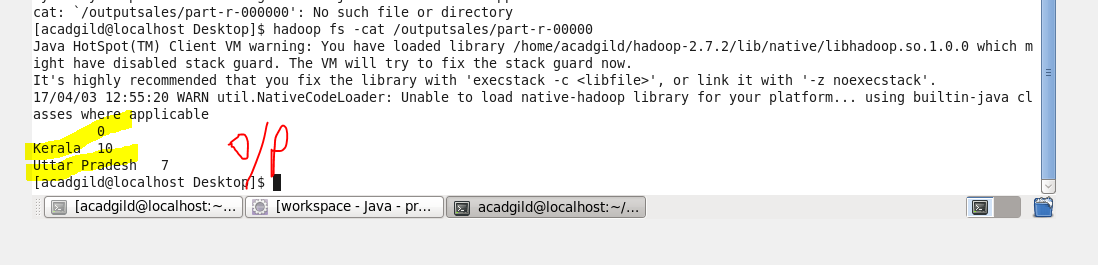 cat: `/outputsales/part-r-000000': No such file or directory
[acadgild@localhost Desktop]$ hadoop fs -cat /outputsales/part-r-00000
Java HotSpot(TM) Client VM warning: You have loaded library /home/acadgild/hadoop-2.7.2/lib/native/libhadoop.so.1.0.0 which m
ight have disabled stack guard. The VM will try to fix the stack guard now.
It's highly recommended that you fix the library with 'execstack -c <libfile>', or link it with '-z noexecstack'.
17/04/03 12:55:20 WARN util.NativeCodeLoader: Unable to load native-hadoop library for your platform... using builtin-java cl
asses where applicable
0
Kerala 10
Uttar Pradesh 7
o/p
[acadgild@localhost Desktop]$
[acadgild@localhost:~... [workspace - Java - pr... acadgild@localhost:~/...